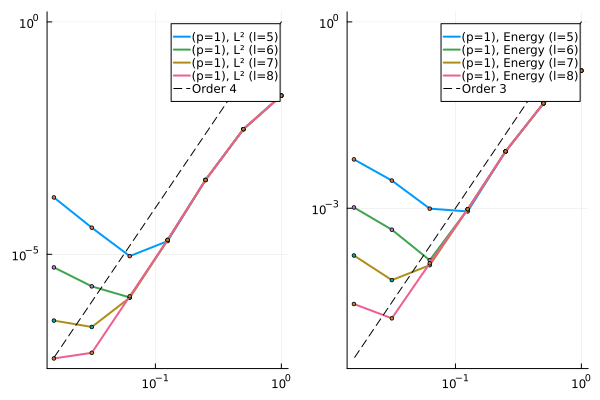 10⁰
(p=1), L² (l=5)
(p=1), L² (l=6)
(p=1), L² (l=7)
(p=1), L² (l=8)
Order 4
10⁻⁵
10⁻¹
10⁰
10⁰
(p=1), Energy (l=5)
(p=1), Energy (l=6)
(p=1), Energy (l=7)
(p=1), Energy (l=8)
Order 3
10⁻³
10⁻¹
10⁰